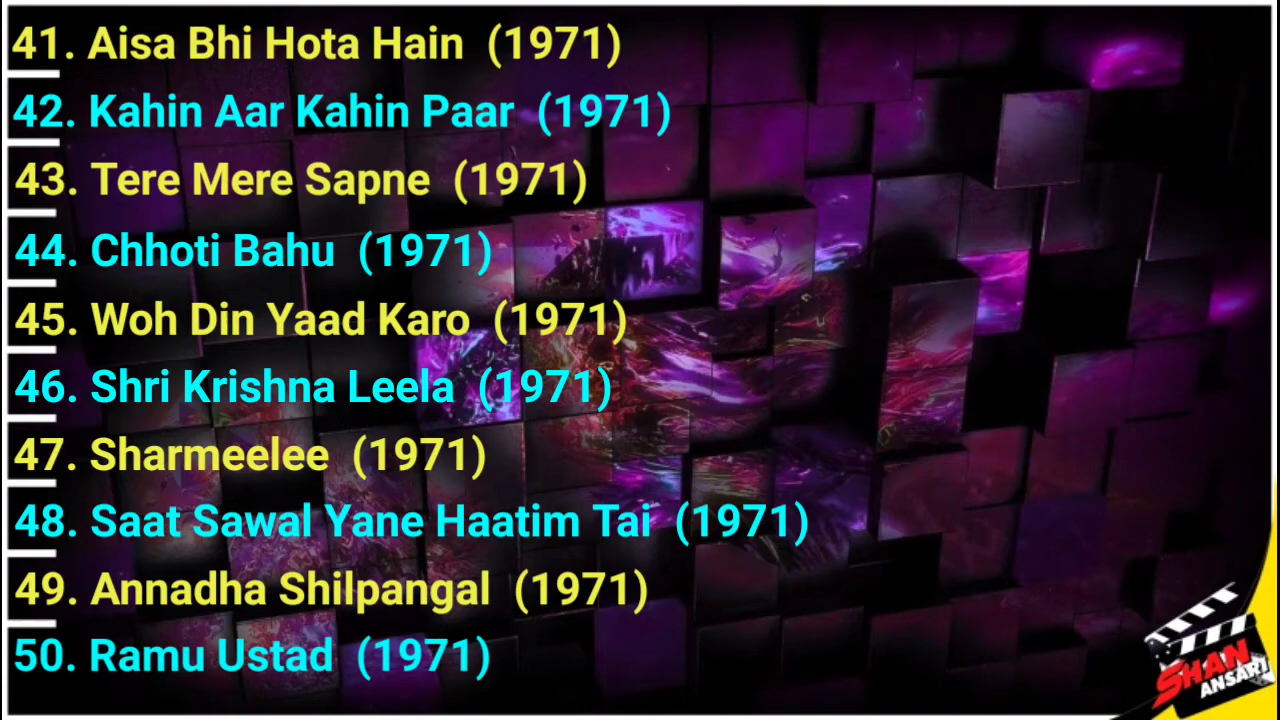 41. Aisa Bhi Hota Hain (1971)
42. Kahin Aar Kahin Paar (1971)
43. Tere Mere Sapne (1971)
44. Chhoti Bahu (1971)
45. Woh Din Yaad Karo (1971)
46. Shri Krishna Leela (1971)
47. Sharmeelee (1971)
48. Saat Sawal Yane Haatim Tai (1971)
49. Annadha Shilpangal (1971)
50. Ramu Ustad (1971)
SHAN
ANSARI